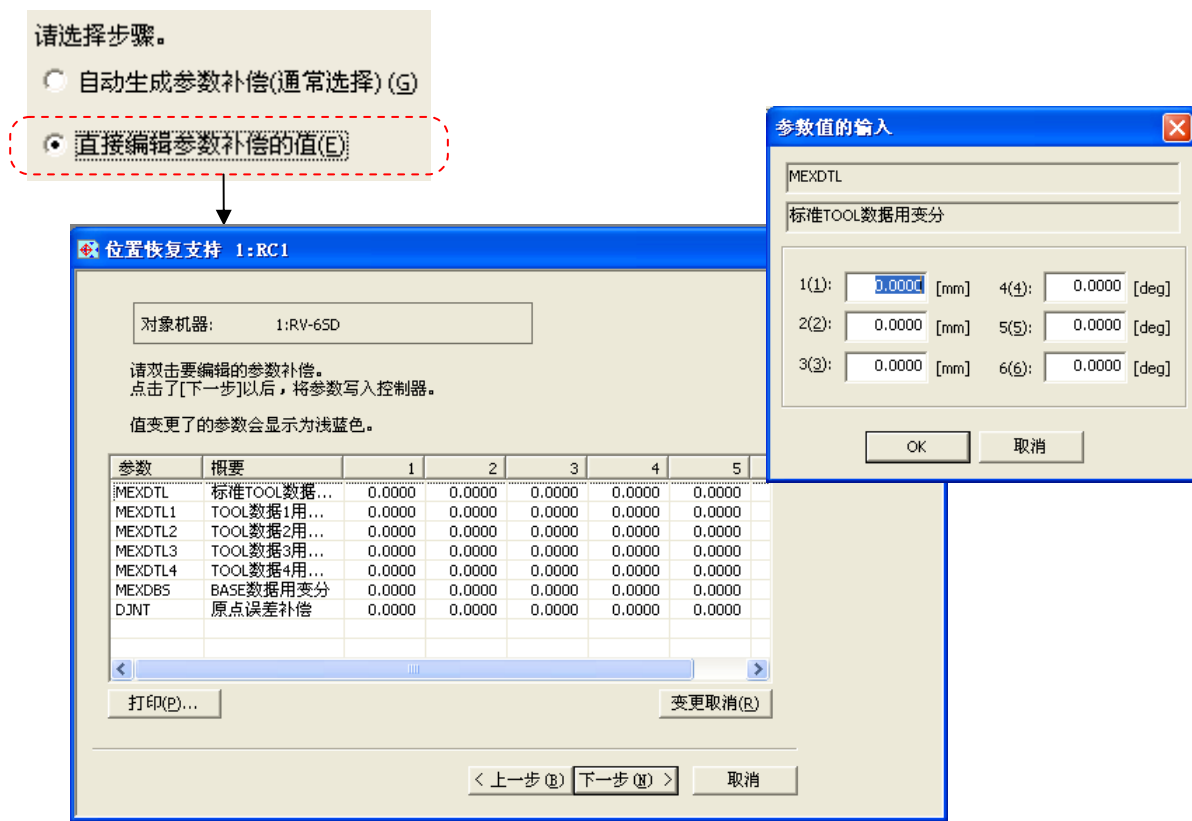 请选择步骤。
自动生成参数补偿(通常选择)(G)
直接编辑参数补偿的值(E)
位置恢复支持 1:RC1
对象机器: 1:RV-6SD
请双击要编辑的参数补偿。
点击了[下一步]以后，将参数写入控制器。
值变更了的参数会显示为浅蓝色。
参数 概要 1 2 3 4 5
MEXDTL 标准TOOL数据... 0.0000 0.0000 0.0000 0.0000 0.0000
MEXDTL1 TOOL数据1用... 0.0000 0.0000 0.0000 0.0000 0.0000
MEXDTL2 TOOL数据2用... 0.0000 0.0000 0.0000 0.0000 0.0000
MEXDTL3 TOOL数据3用... 0.0000 0.0000 0.0000 0.0000 0.0000
MEXDTL4 TOOL数据4用... 0.0000 0.0000 0.0000 0.0000 0.0000
MEXDBS BASE数据用变分 0.0000 0.0000 0.0000 0.0000 0.0000
DJNT 原点误差补偿 0.0000 0.0000 0.0000 0.0000 0.0000
打印(P)... 变更取消(R)
< 上一步(B) 下一步(N) > 取消
参数值的输入
MEXDTL
标准TOOL数据用变分
1(1): 0.0000 [mm] 4(4): 0.0000 [deg]
2(2): 0.0000 [mm] 5(5): 0.0000 [deg]
3(3): 0.0000 [mm] 6(6): 0.0000 [deg]
OK 取消